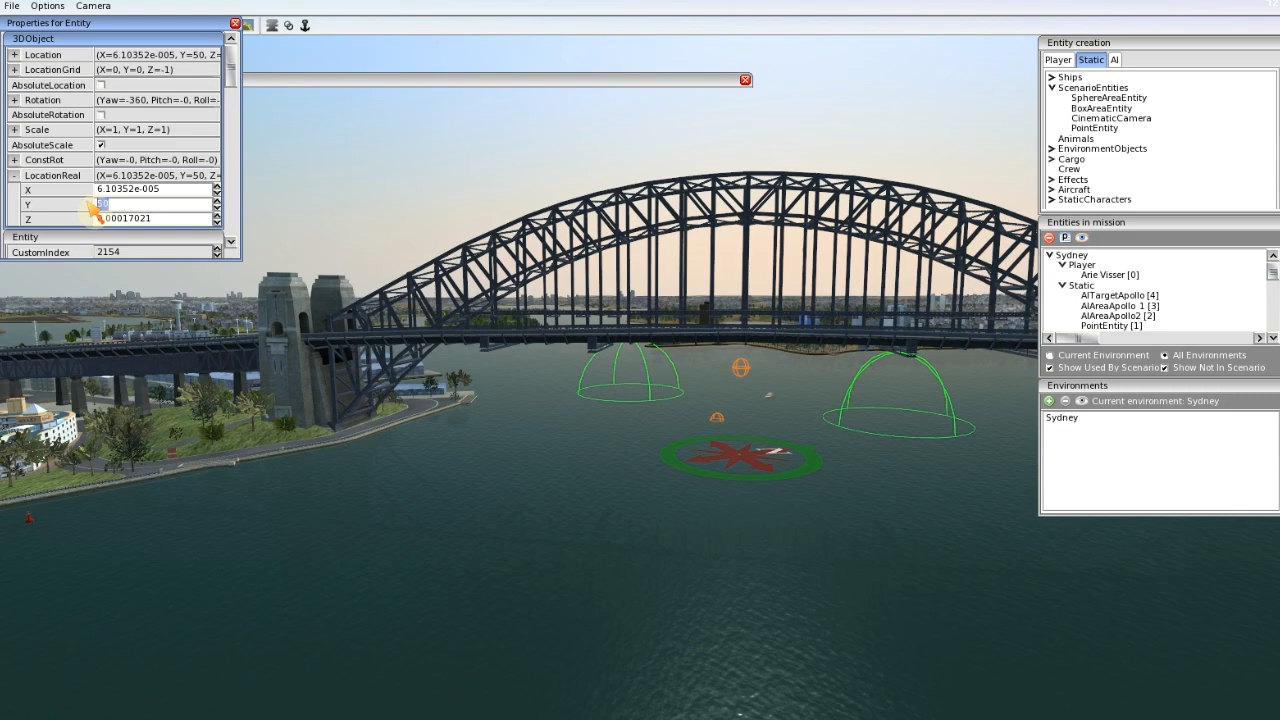 File Options Camera
Properties for Entity
3DObject
+ Location (X=6.10352e-005, Y=50, Z=
+ LocationGrid (X=0, Y=0, Z=-1)
AbsoluteLocation
+ Rotation (Yaw=-360, Pitch=-0, Roll=-
AbsoluteRotation
+ Scale (X=1, Y=1, Z=1)
AbsoluteScale
+ ConstRot (Yaw=-0, Pitch=-0, Roll=-0)
- LocationReal (X=6.10352e-005, Y=50, Z=
X 6.10352e-005
Y 50
Z 0.00017021
Entity
CustomIndex 2154
Entity creation
Player Static AI
Ships
ScenarioEntities
SphereAreaEntity
BoxAreaEntity
CinematicCamera
PointEntity
Animals
EnvironmentObjects
Cargo
Crew
Effects
Aircraft
StaticCharacters
Entities in mission
P
Sydney
Player
Arie Visser [0]
Static
AITargetApollo [4]
AIAreaApollo 1 [3]
AIAreaApollo2 [2]
PointEntity [1]
Current Environment All Environments
Show Used By Scenario Show Not In Scenario
Environments
Current environment: Sydney
Sydney